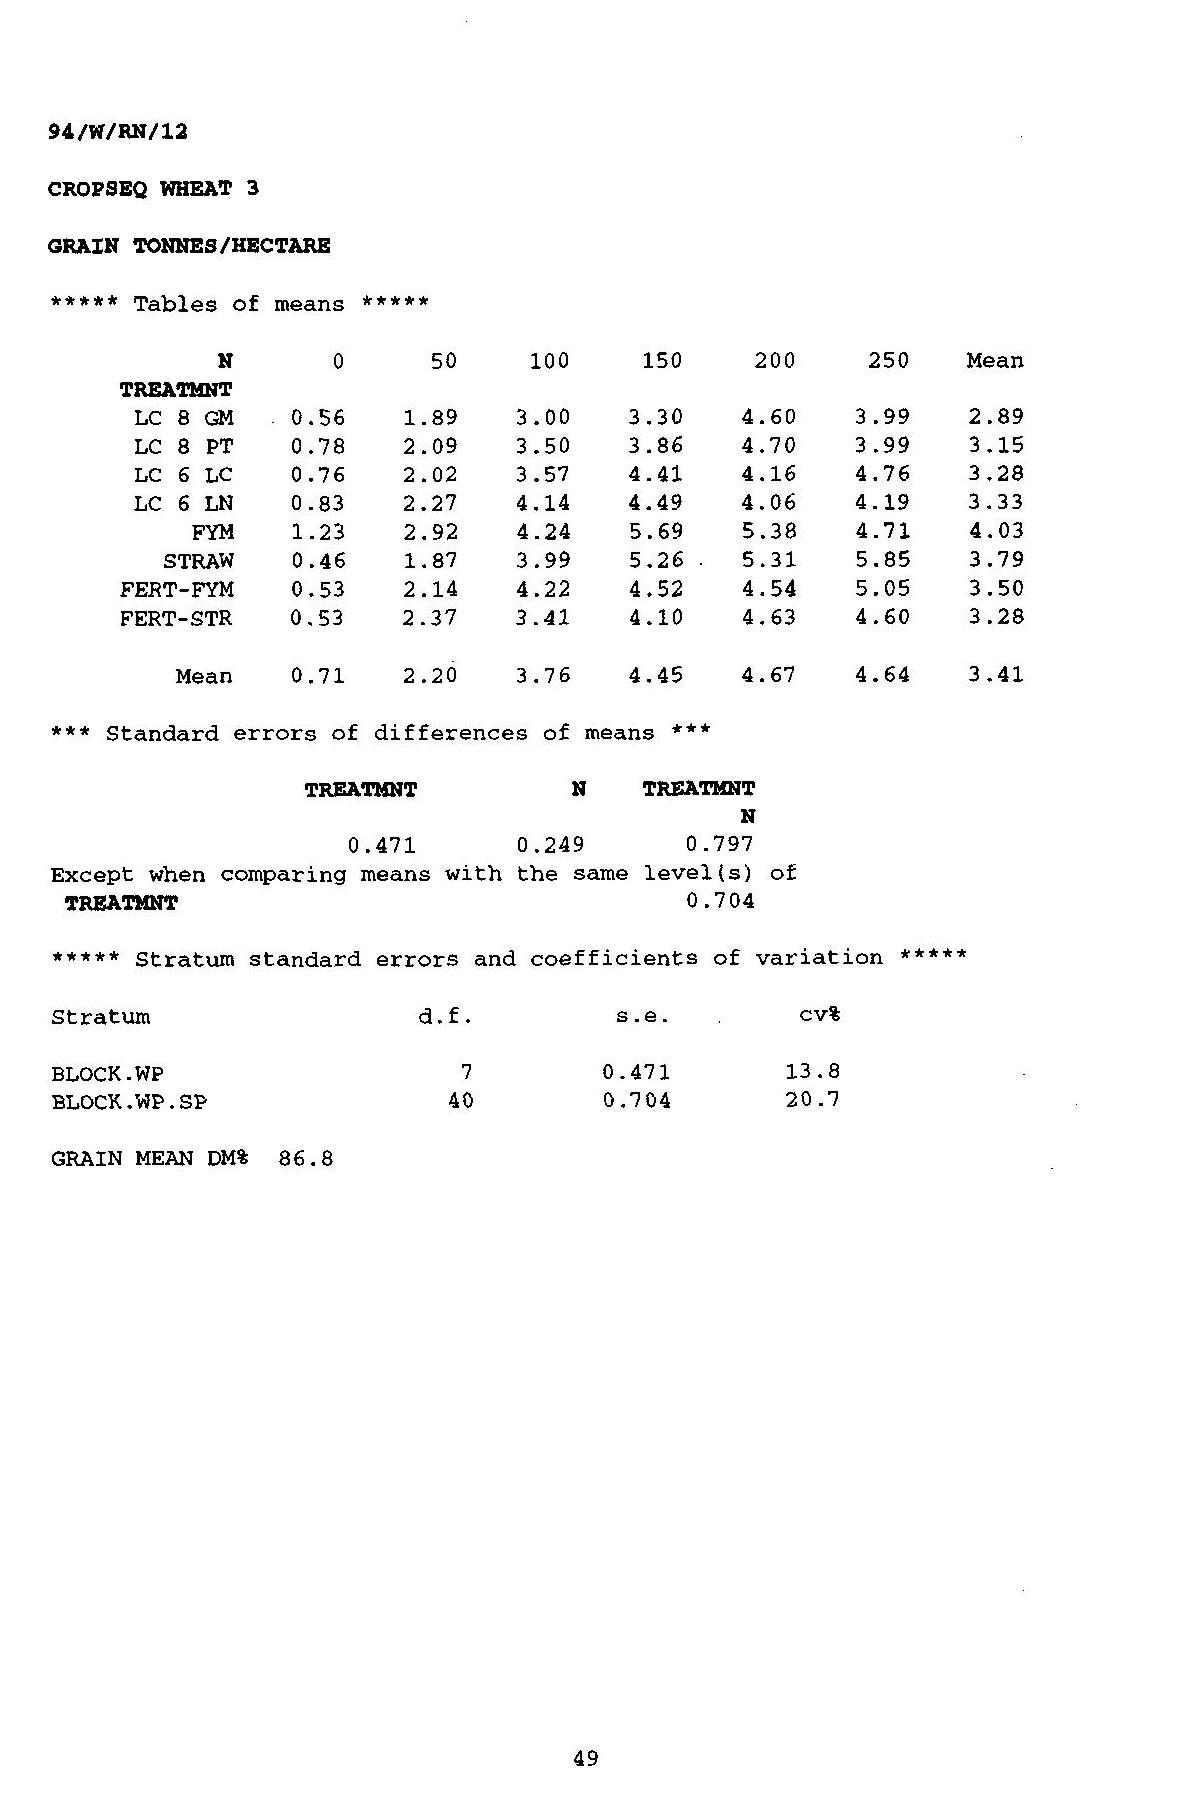 94/W/RN/12
CROPSEQ WHEAT 3
GRAIN TONNES/HECTARE
***** Tables of means *****
N 0 50 100 150 200 250 Mean
TREATMNT
LC 8 GM 0.56 1.89 3.00 3.30 4.60 3.99 2.89
LC 8 PT 0.78 2.09 3.50 3.86 4.70 3.99 3.15
LC 6 LC 0.76 2.02 3.57 4.41 4.16 4.76 3.28
LC 6 LN 0.83 2.27 4.14 4.49 4.06 4.19 3.33
FYM 1.23 2.92 4.24 5.69 5.38 4.71 4.03
STRAW 0.46 1.87 3.99 5.26 5.31 5.85 3.79
FERT-FYM 0.53 2.14 4.22 4.52 4.54 5.05 3.50
FERT-STR 0.53 2.37 3.41 4.10 4.63 4.60 3.28
Mean 0.71 2.20 3.76 4.45 4.67 4.64 3.41
*** Standard errors of differences of means ***
TREATMNT N TREATMNT
N
0.471 0.249 0.797
Except when comparing means with the same level(s) of
TREATMNT 0.704
***** Stratum standard errors and coefficients of variation *****
Stratum d.f. s.e. cv%
BLOCK.WP 7 0.471 13.8
BLOCK.WP.SP 40 0.704 20.7
GRAIN MEAN DM% 86.8
49